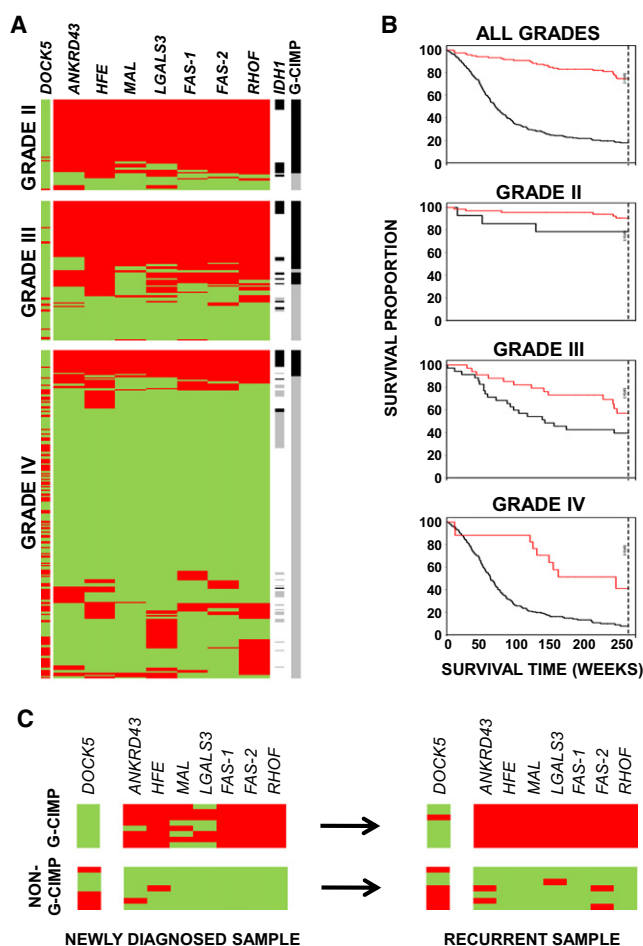 A
DOCK5
ANKRD43
HFE
MAL
LGALS3
FAS-1
FAS-2
RHOF
IDH1
G-CIMP
GRADE II
GRADE III
GRADE IV
B
SURVIVAL PROPORTION
ALL GRADES
100
80
60
40
20
0
GRADE II
100
80
60
40
20
0
GRADE III
100
80
60
40
20
0
GRADE IV
100
80
60
40
20
0
0 50 100 150 200 250
SURVIVAL TIME (WEEKS)
C
DOCK5
ANKRD43
HFE
MAL
LGALS3
FAS-1
FAS-2
RHOF
DOCK5
ANKRD43
HFE
MAL
LGALS3
FAS-1
FAS-2
RHOF
G-CIMP
NON-
G-CIMP
NEWLY DIAGNOSED SAMPLE
RECURRENT SAMPLE